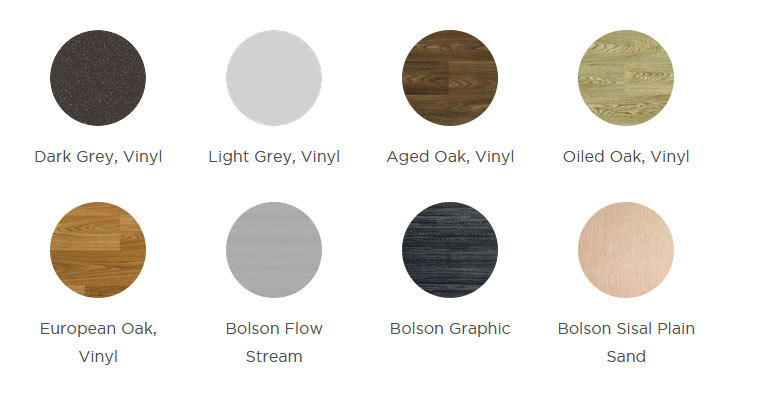 Dark Grey, Vinyl
Light Grey, Vinyl
Aged Oak, Vinyl
Oiled Oak, Vinyl
European Oak,
Vinyl
Bolson Flow
Stream
Bolson Graphic
Bolson Sisal Plain
Sand